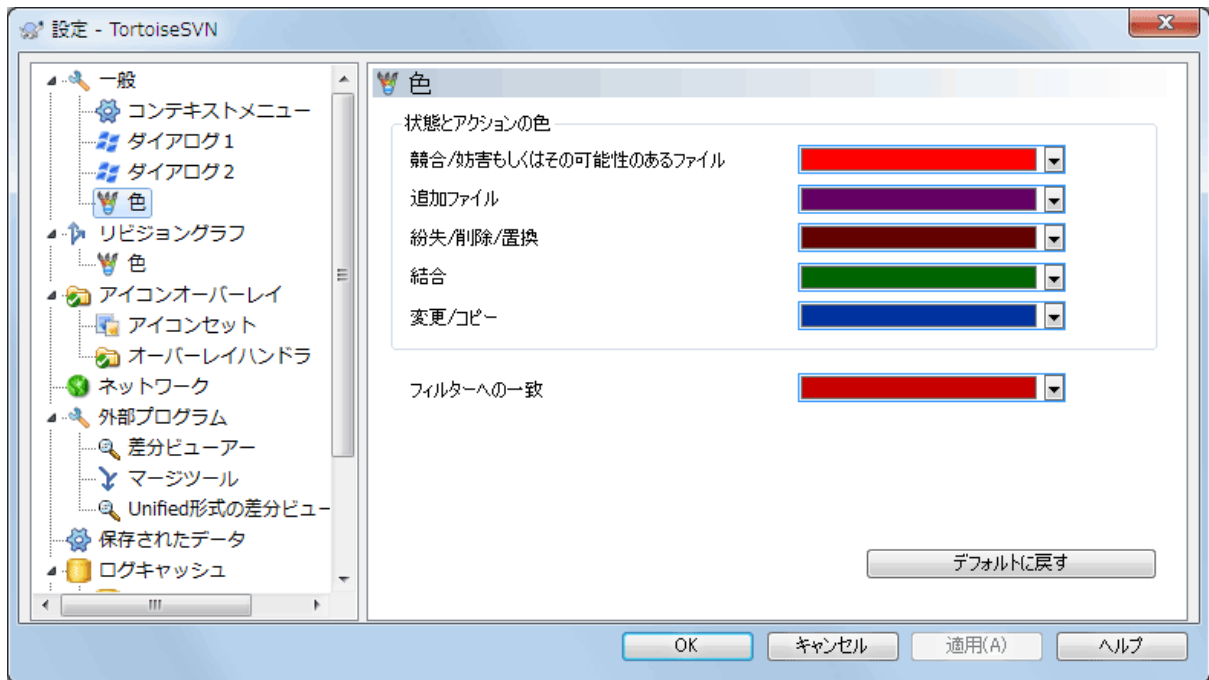 設定 - TortoiseSVN
一般
コンテキストメニュー
ダイアログ1
ダイアログ2
色
リビジョングラフ
色
アイコンオーバーレイ
アイコンセット
オーバーレイハンドラ
ネットワーク
外部プログラム
差分ビューアー
マージツール
Unified形式の差分ビュー
保存されたデータ
ログキャッシュ
色
状態とアクションの色
競合/妨害もしくはその可能性のあるファイル
追加ファイル
紛失/削除/置換
結合
変更/コピー
フィルターへの一致
デフォルトに戻す
OK
キャンセル
適用(A)
ヘルプ